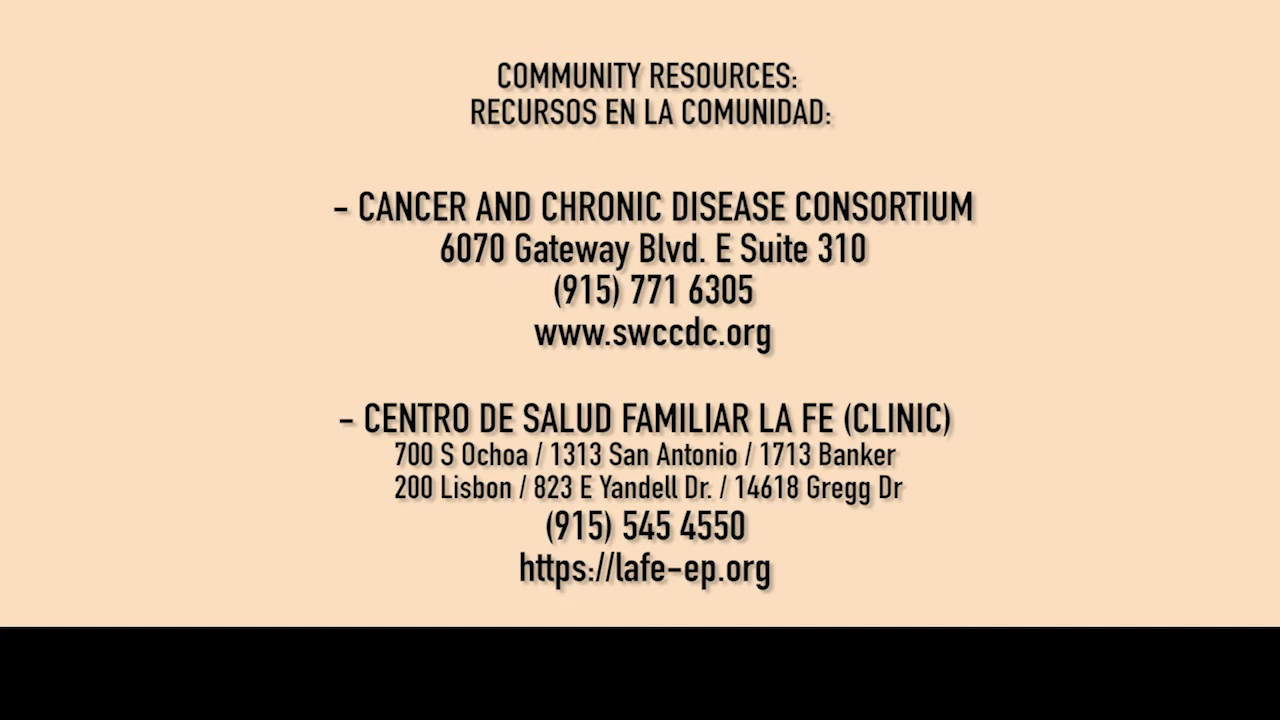 COMMUNITY RESOURCES:
RECURSOS EN LA COMUNIDAD:
- CANCER AND CHRONIC DISEASE CONSORTIUM
6070 Gateway Blvd. E Suite 310
(915) 771 6305
www.swccdc.org
- CENTRO DE SALUD FAMILIAR LA FE (CLINIC)
700 S Ochoa / 1313 San Antonio / 1713 Banker
200 Lisbon / 823 E Yandell Dr. / 14618 Gregg Dr
(915) 545 4550
https://lafe-ep.org